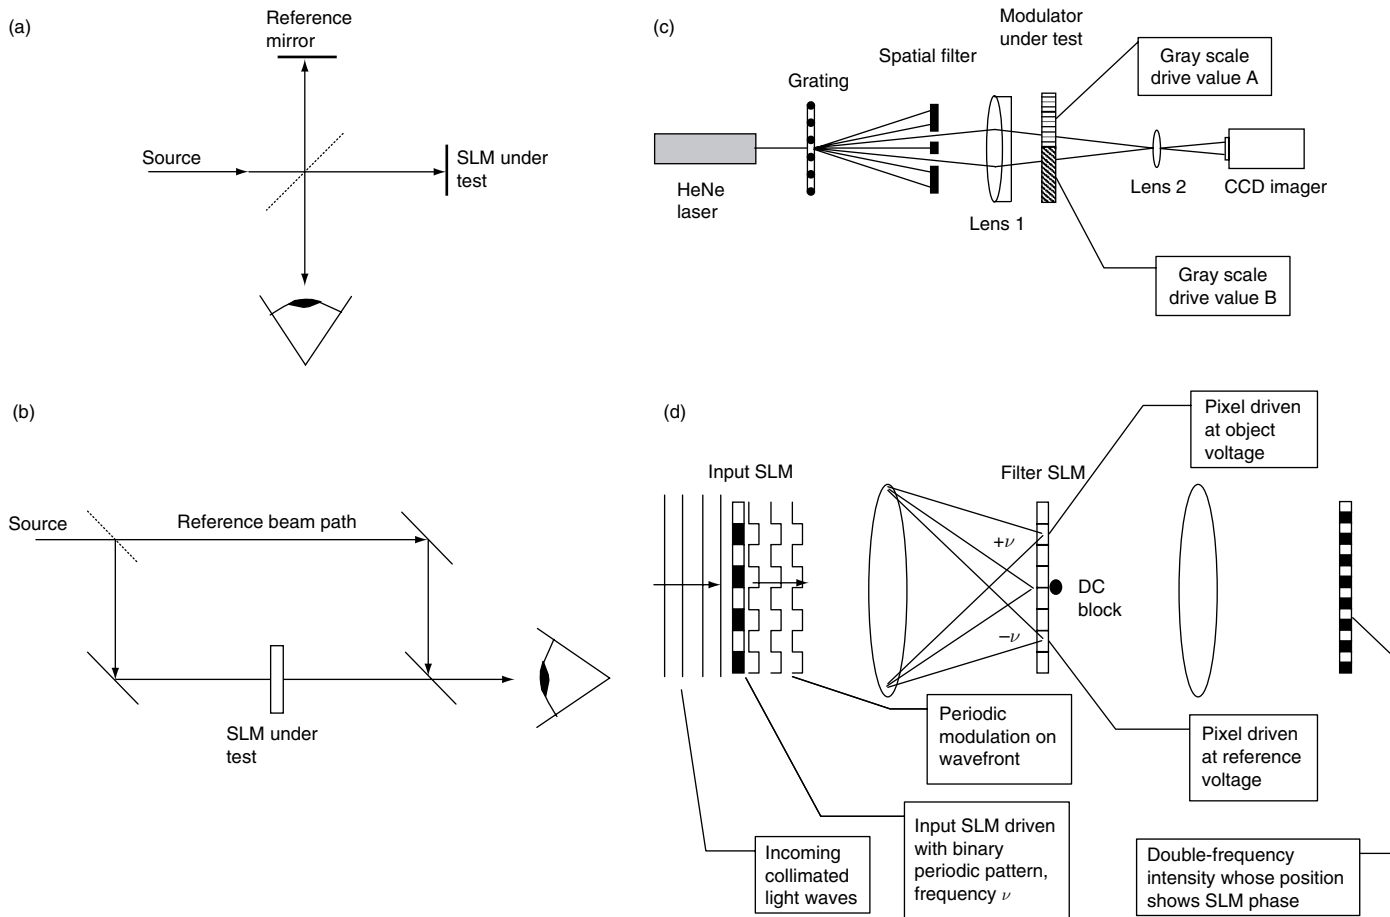 (a)
Reference
mirror
Source
SLM under
test
(c)
Modulator
under test
Spatial filter
Grating
Gray scale
drive value A
HeNe
laser
Lens 1
Lens 2
CCD imager
Gray scale
drive value B
(b)
Source
Reference beam path
SLM under
test
(d)
Pixel driven
at object
voltage
Input SLM
Filter SLM
+ν
DC
block
−ν
Periodic
modulation on
wavefront
Pixel driven
at reference
voltage
Incoming
collimated
light waves
Input SLM driven
with binary
periodic pattern,
frequency ν
Double-frequency
intensity whose position
shows SLM phase